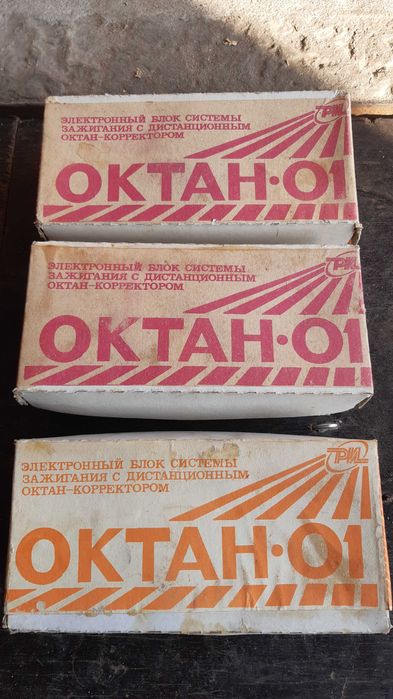 ЭЛЕКТРОННЫЙ БЛОК СИСТЕМЫ
ЗАЖИГАНИЯ С ДИСТАНЦИОННЫМ
ОКТАН-КОРРЕКТОРОМ
ОКТАН·01
ЭЛЕКТРОННЫЙ БЛОК СИСТЕМЫ
ЗАЖИГАНИЯ С ДИСТАНЦИОННЫМ
ОКТАН-КОРРЕКТОРОМ
ОКТАН·01
ЭЛЕКТРОННЫЙ БЛОК СИСТЕМЫ
ЗАЖИГАНИЯ С ДИСТАНЦИОННЫМ
ОКТАН-КОРРЕКТОРОМ
ОКТАН·01